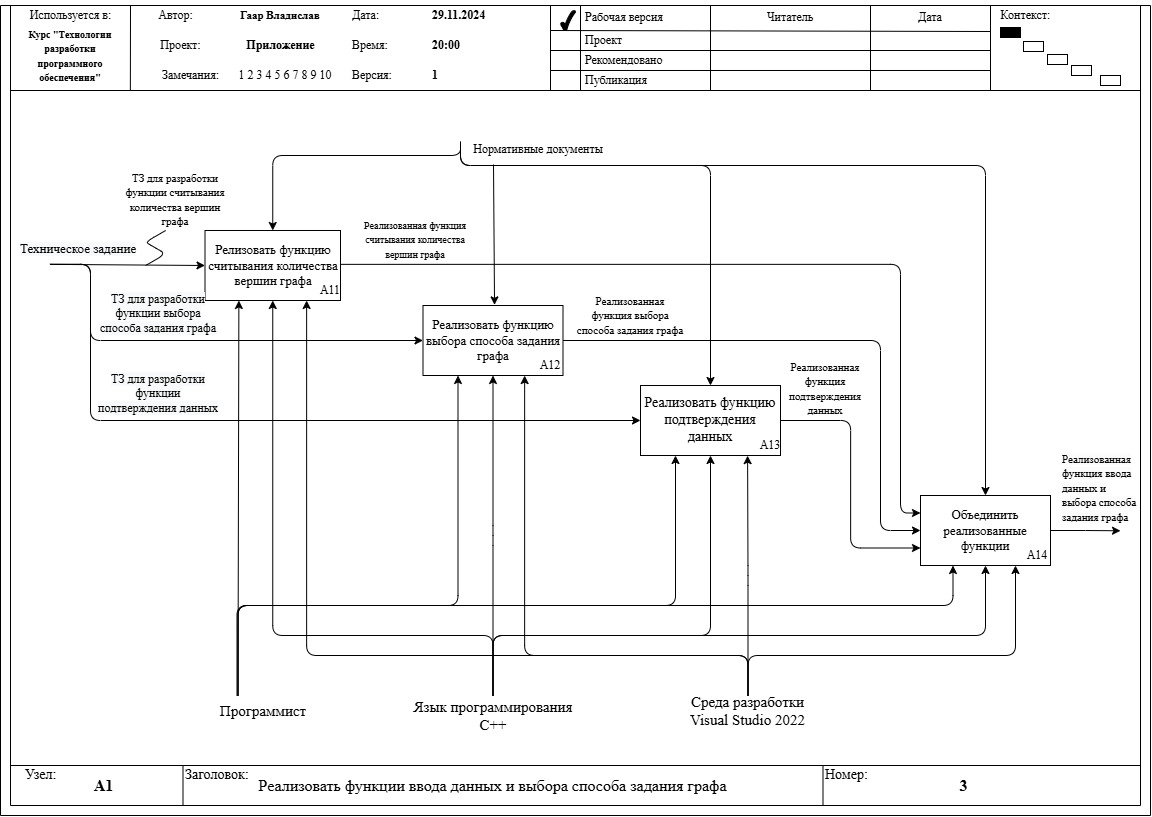 Используется в:
Курс "Технологии
разработки
программного
обеспечения"
Автор:
Гаар Владислав
Дата:
29.11.2024
Проект:
Приложение
Время:
20:00
Замечания:
1 2 3 4 5 6 7 8 9 10
Версия:
1
Рабочая версия
Читатель
Дата
Проект
Рекомендовано
Публикация
Контекст:
Нормативные документы
ТЗ для разработки
функции считывания
количества вершин
графа
Техническое задание
Релизовать функцию
считывания количества
вершин графа
A11
Реализованная функция
считывания количества
вершин графа
ТЗ для разработки
функции выбора
способа задания графа
Реализовать функцию
выбора способа задания
графа
A12
Реализованная
функция выбора
способа задания графа
ТЗ для разработки
функции
подтверждения данных
Реализовать функцию
подтверждения
данных
A13
Реализованная
функция
подтверждения
данных
Объединить
реализованные
функции
A14
Реализованная
функция ввода
данных и
выбора способа
задания графа
Программист
Язык программирования
C++
Среда разработки
Visual Studio 2022
Узел:
A1
Заголовок:
Реализовать функции ввода данных и выбора способа задания графа
Номер:
3